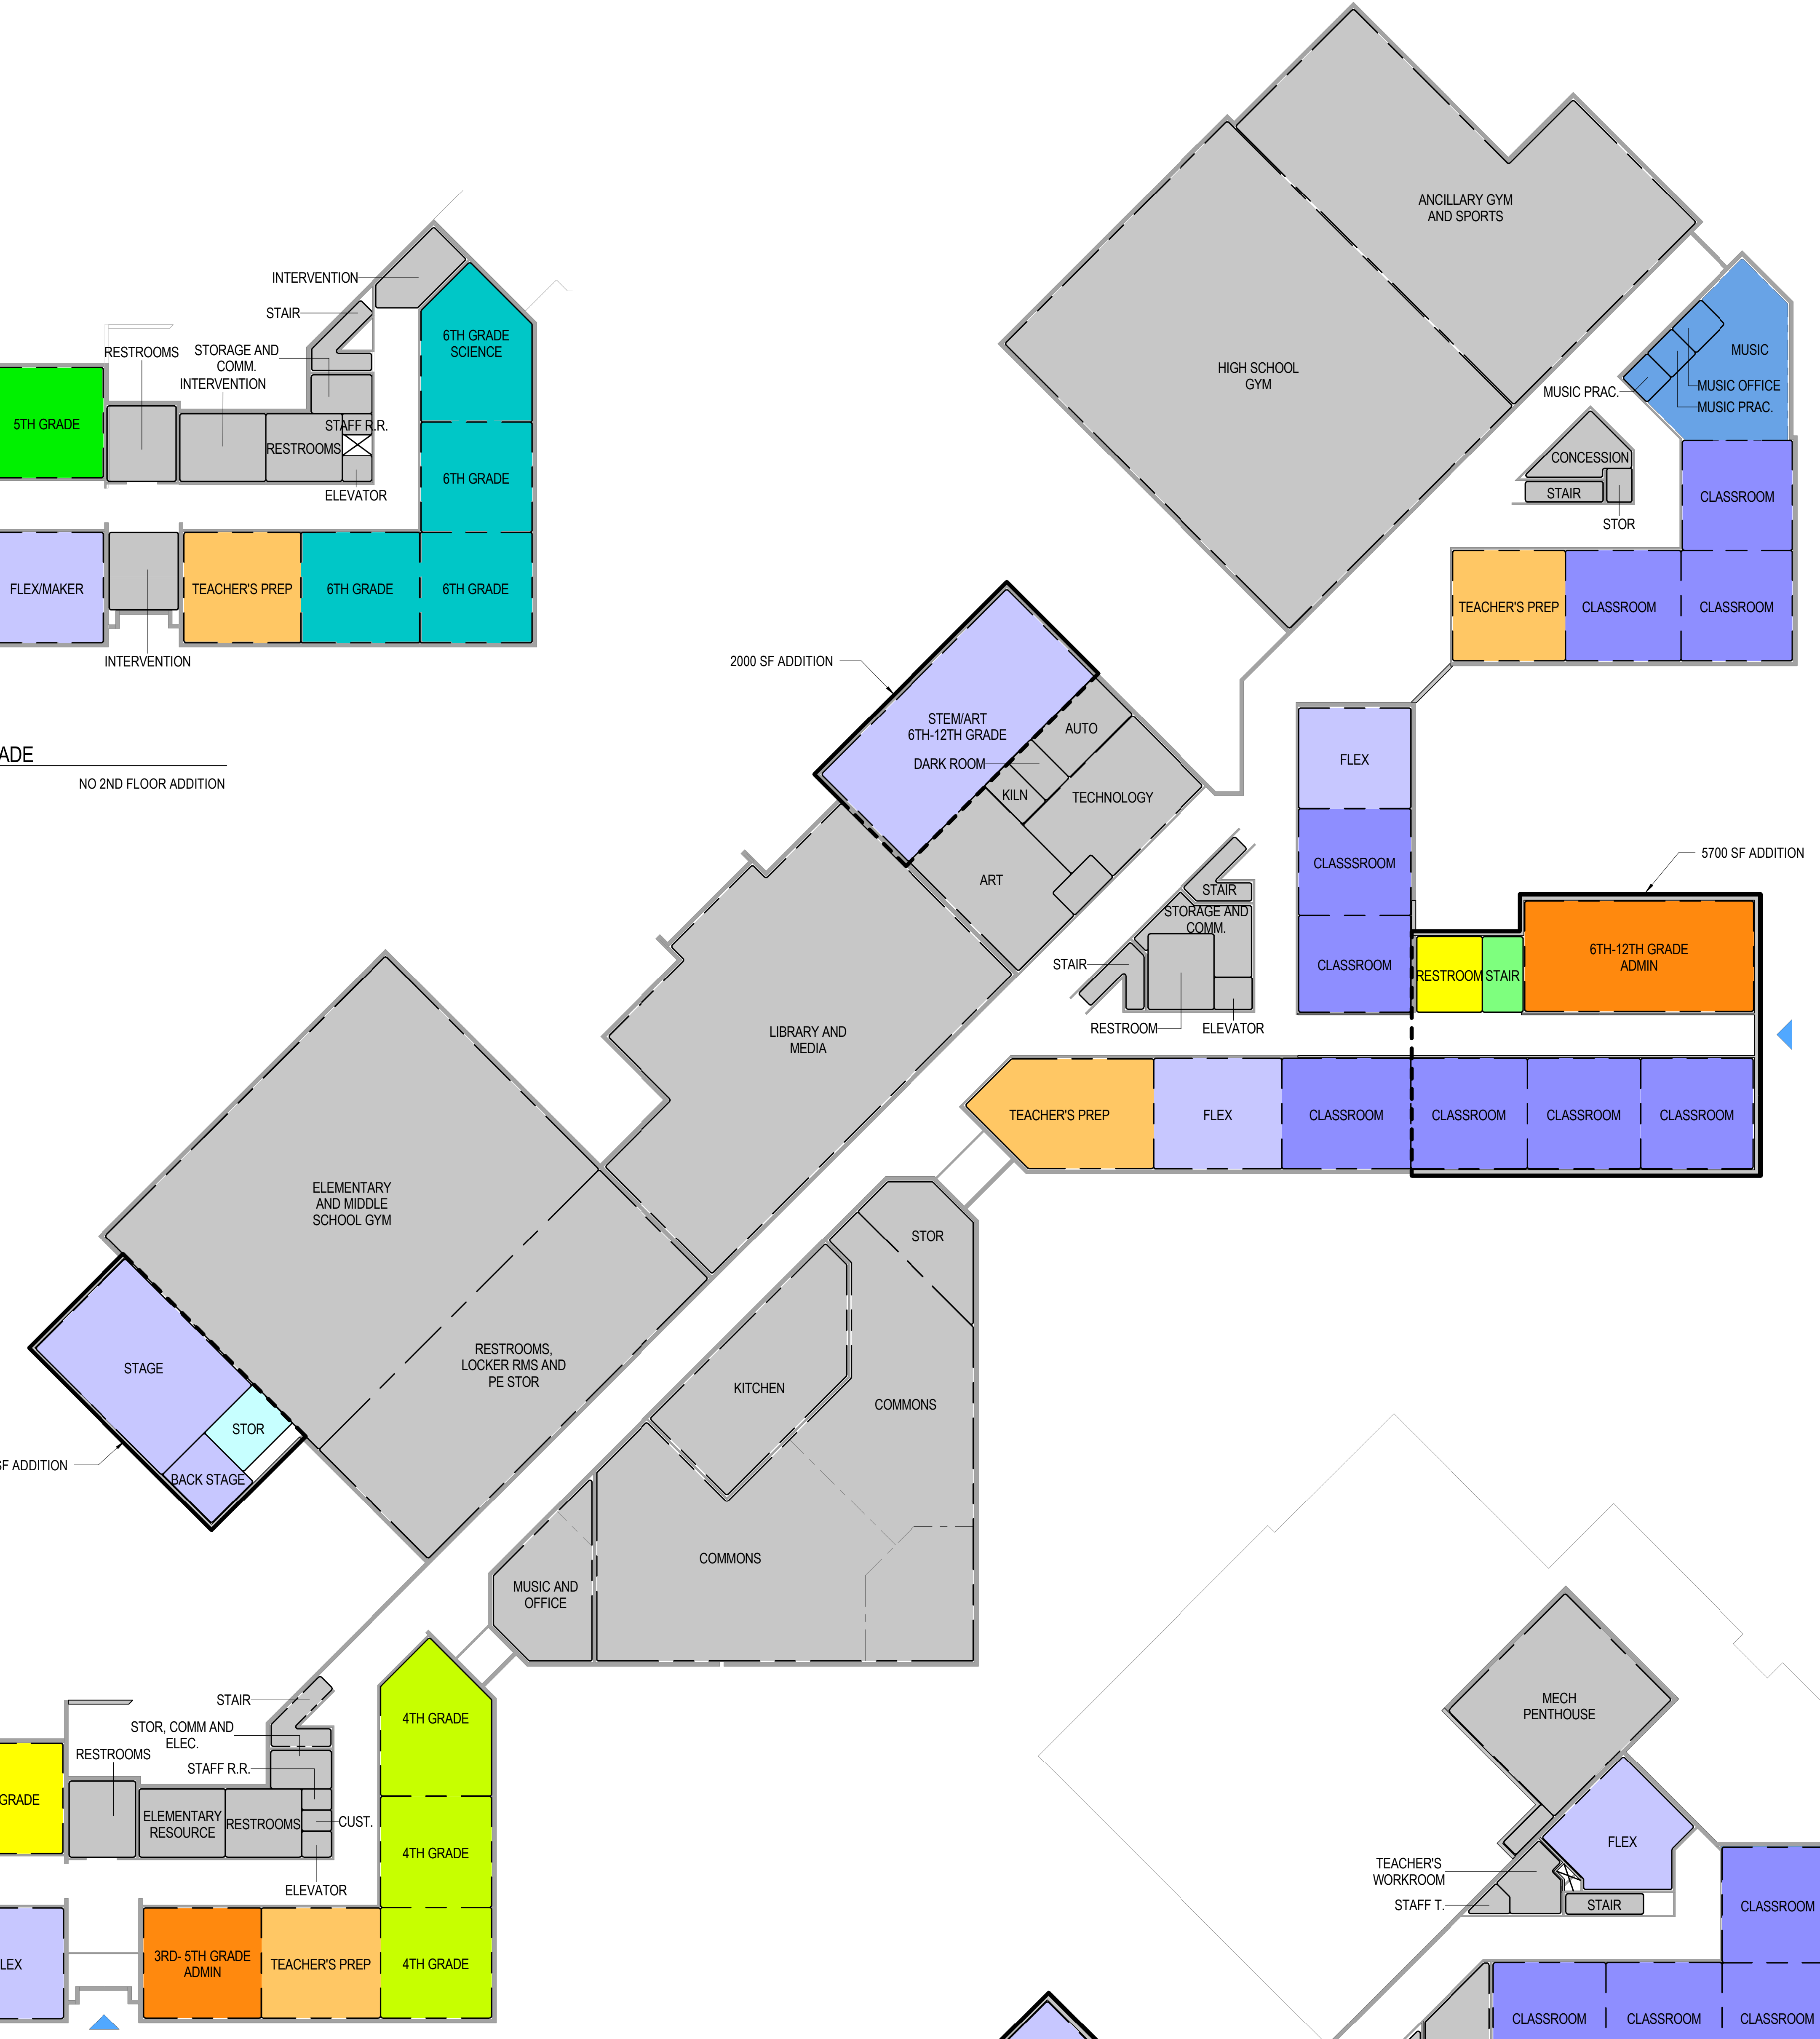 ANCILLARY GYM
AND SPORTS
HIGH SCHOOL
GYM
MUSIC
MUSIC OFFICE
MUSIC PRAC.
MUSIC PRAC.
CONCESSION
STAIR
STOR
CLASSROOM
TEACHER'S PREP
CLASSROOM
CLASSROOM
INTERVENTION
STAIR
RESTROOMS
STORAGE AND
COMM.
INTERVENTION
6TH GRADE
SCIENCE
5TH GRADE
STAFF R.R.
RESTROOMS
ELEVATOR
6TH GRADE
FLEX/MAKER
TEACHER'S PREP
6TH GRADE
6TH GRADE
INTERVENTION
ADE
NO 2ND FLOOR ADDITION
2000 SF ADDITION
STEM/ART
6TH-12TH GRADE
AUTO
DARK ROOM
KILN
TECHNOLOGY
ART
FLEX
CLASSSROOM
CLASSROOM
5700 SF ADDITION
RESTROOM
STAIR
6TH-12TH GRADE
ADMIN
STAIR
STORAGE AND
COMM.
STAIR
RESTROOM
ELEVATOR
LIBRARY AND
MEDIA
TEACHER'S PREP
FLEX
CLASSROOM
CLASSROOM
CLASSROOM
CLASSROOM
ELEMENTARY
AND MIDDLE
SCHOOL GYM
STOR
RESTROOMS,
LOCKER RMS AND
PE STOR
STAGE
KITCHEN
COMMONS
STOR
SF ADDITION
BACK STAGE
COMMONS
MUSIC AND
OFFICE
STAIR
STOR, COMM AND
ELEC.
RESTROOMS
STAFF R.R.
4TH GRADE
GRADE
ELEMENTARY
RESOURCE
RESTROOMS
CUST.
4TH GRADE
ELEVATOR
LEX
3RD- 5TH GRADE
ADMIN
TEACHER'S PREP
4TH GRADE
MECH
PENTHOUSE
FLEX
TEACHER'S
WORKROOM
STAFF T.
STAIR
CLASSROOM
CLASSROOM
CLASSROOM
CLASSROOM